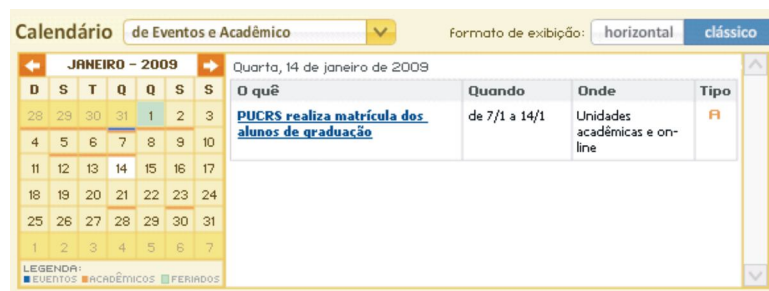 Calendário de Eventos e Acadêmico Formato de exibição: horizontal clássico
JANEIRO - 2009
D S T Q Q S S
28 29 30 31 1 2 3
4 5 6 7 8 9 10
11 12 13 14 15 16 17
18 19 20 21 22 23 24
25 26 27 28 29 30 31
1 2 3 4 5 6 7
LEGENDA:
EVENTOS ACADÊMICOS FERIADOS
Quarta, 14 de janeiro de 2009
O quê Quando Onde Tipo
PUCRS realiza matrícula dos
alunos de graduação
de 7/1 a 14/1
Unidades
acadêmicas e on-
line
A